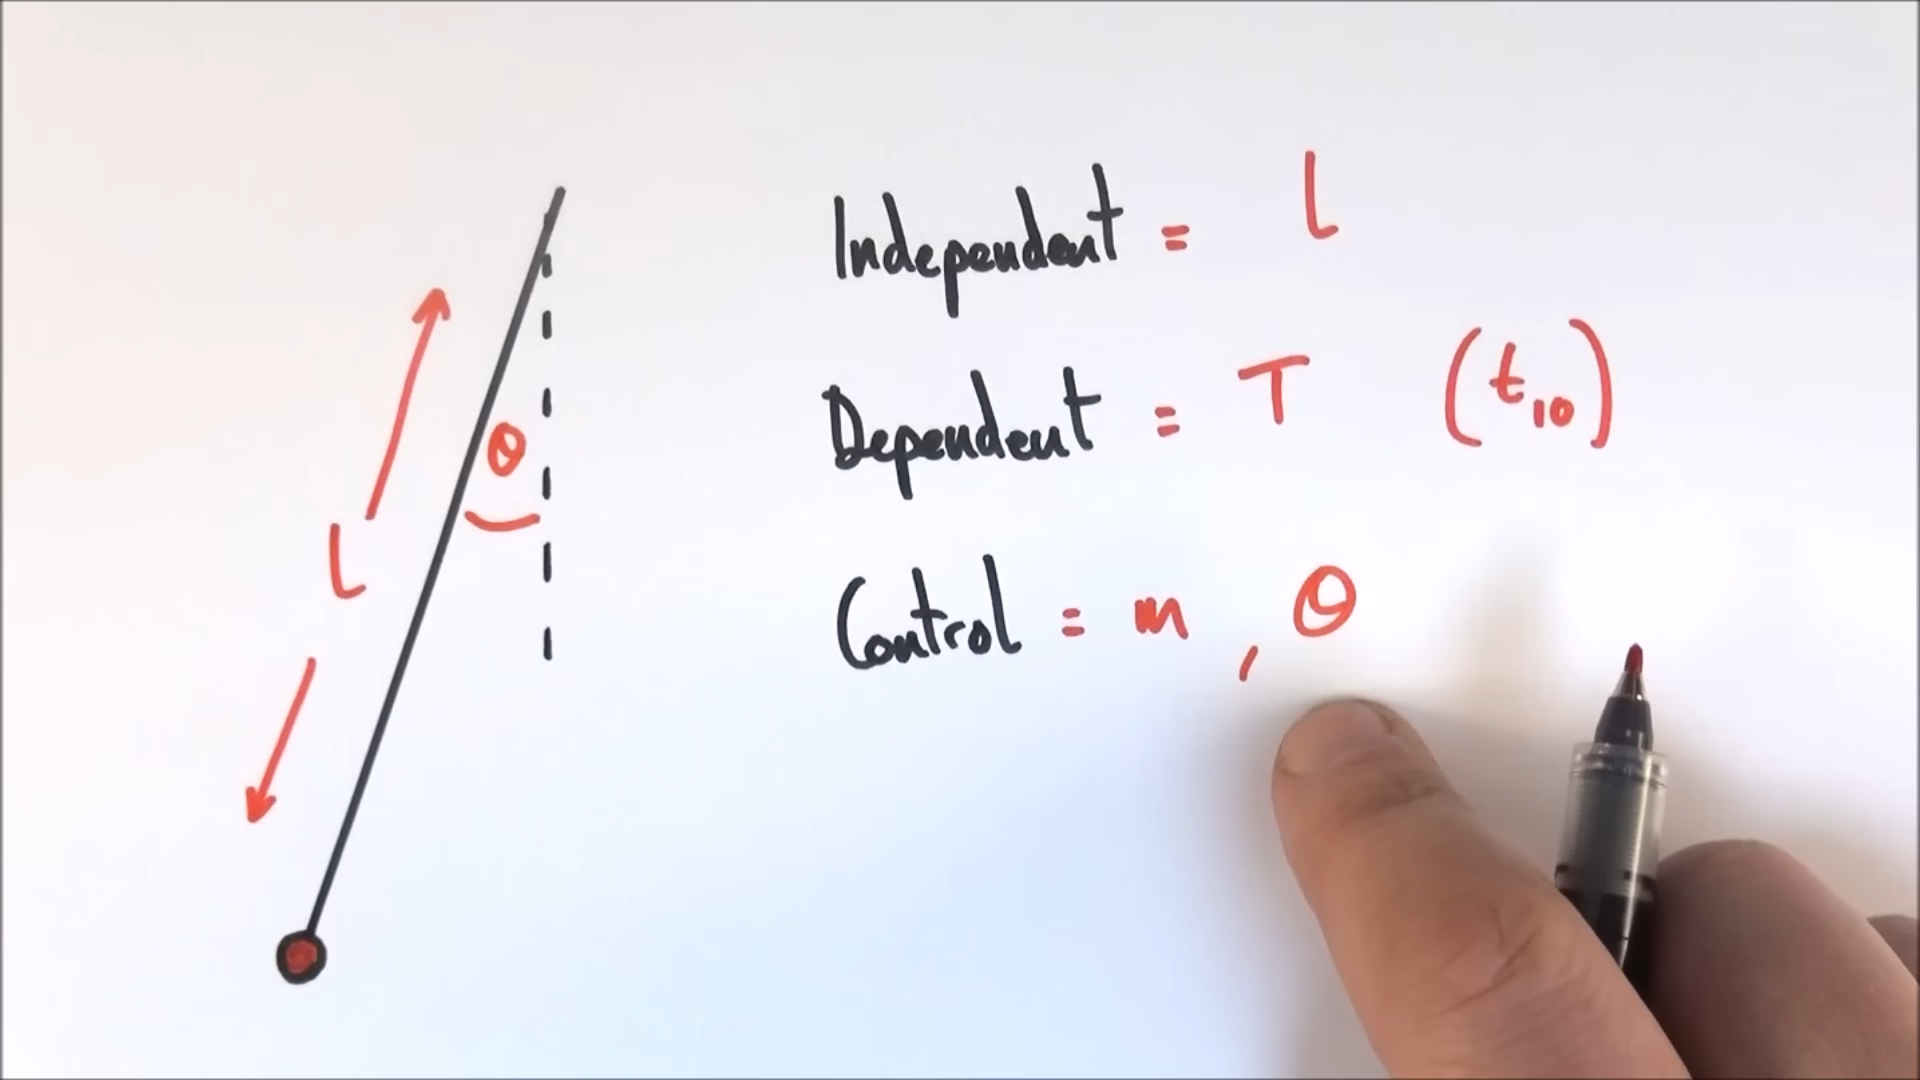 Independent = l
Dependent = T (t₁₀)
Control = m, θ
θ
l